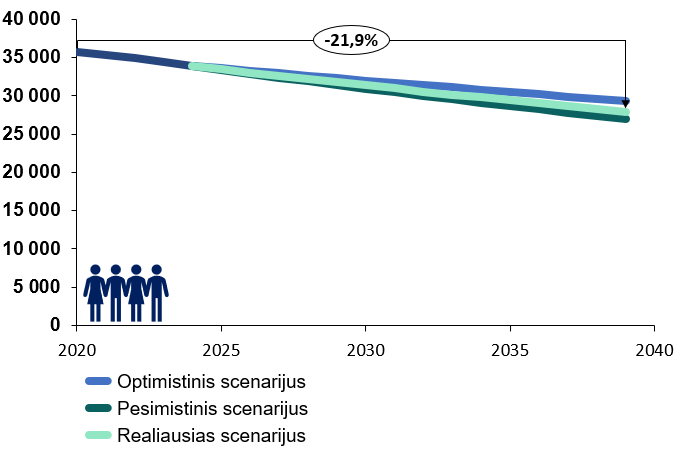 40 000
-21,9%
35 000
30 000
25 000
20 000
15 000
10 000
5 000
0
2020 2025 2030 2035 2040
Optimistinis scenarijus
Pesimistinis scenarijus
Realiausias scenarijus